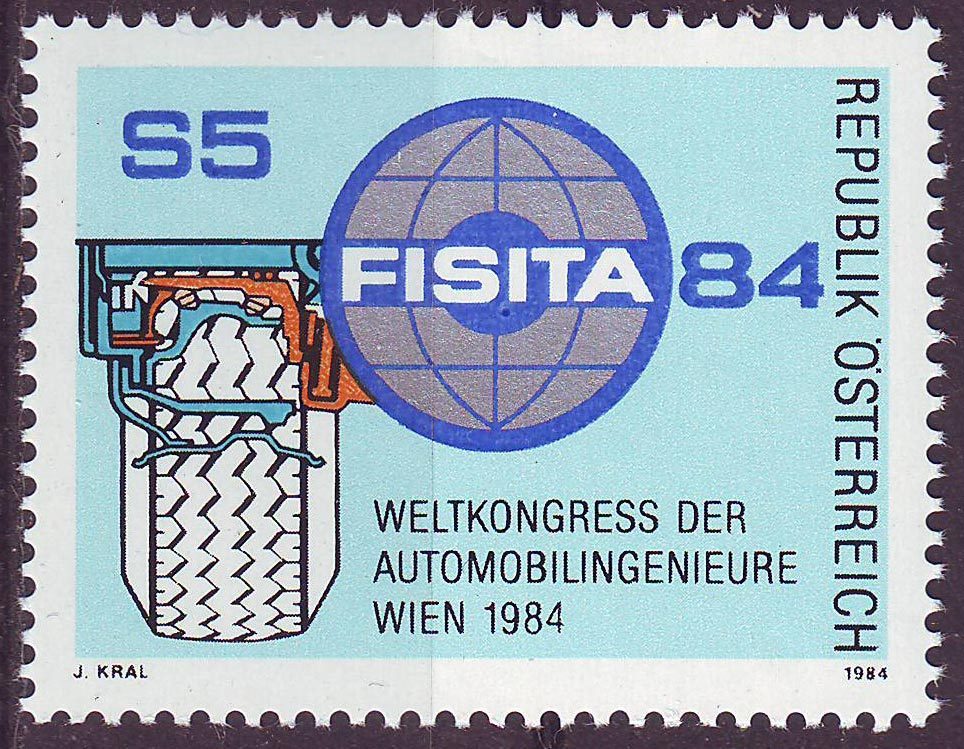 S5
FISITA 84
REPUBLIK ÖSTERREICH
WELTKONGRESS DER
AUTOMOBILINGENIEURE
WIEN 1984
J. KRAL
1984